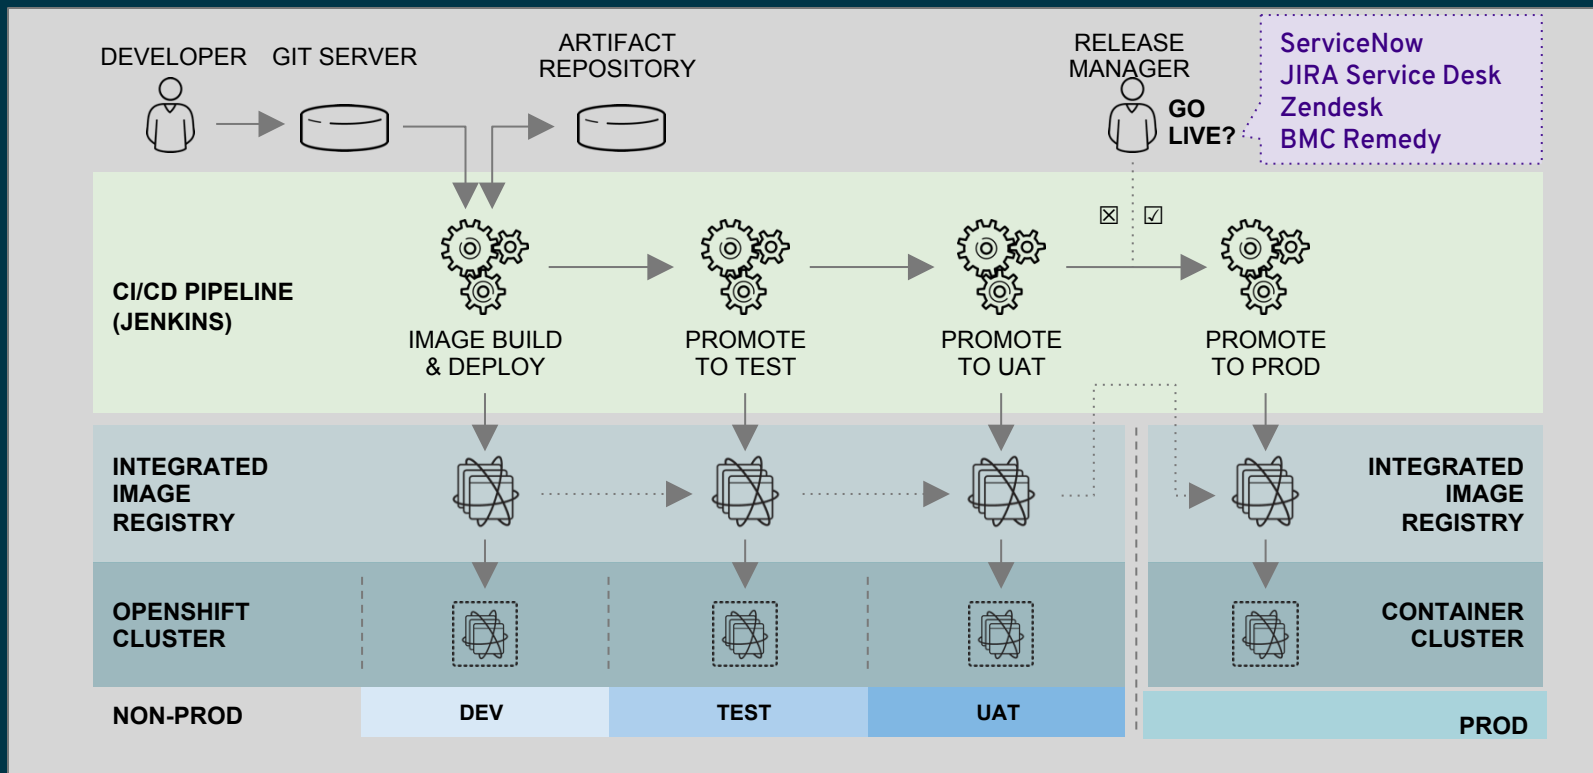 DEVELOPER
GIT SERVER
ARTIFACT
REPOSITORY
RELEASE
MANAGER
GO
LIVE?
ServiceNow
JIRA Service Desk
Zendesk
BMC Remedy
☒ ☑
CI/CD PIPELINE
(JENKINS)
IMAGE BUILD
& DEPLOY
PROMOTE
TO TEST
PROMOTE
TO UAT
PROMOTE
TO PROD
INTEGRATED
IMAGE
REGISTRY
INTEGRATED
IMAGE
REGISTRY
OPENSHIFT
CLUSTER
CONTAINER
CLUSTER
NON-PROD
DEV
TEST
UAT
PROD